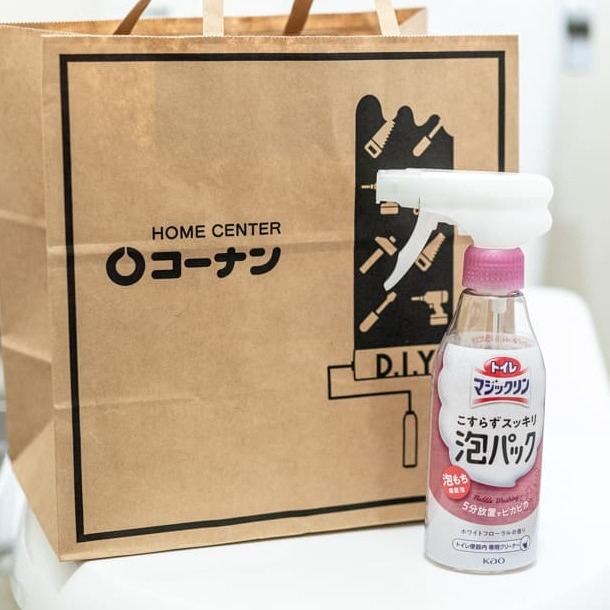 HOME CENTER
コーナン
D.I.Y
トイレ
マジックリン
こすらずスッキリ
泡パック
泡もち
Bubble Washing
5分放置でピカピカ
ホワイトフローラルの香り
トイレ便器内専用クリーナー
Kao